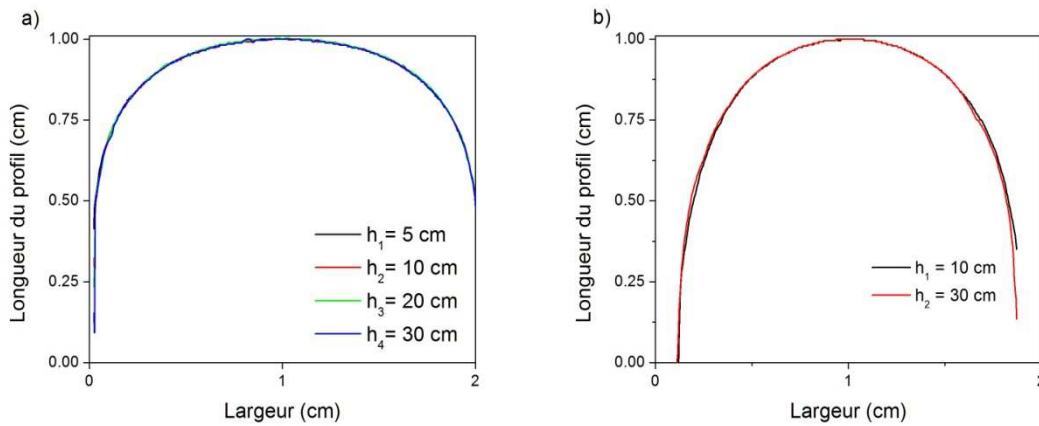 a)
Longueur du profil (cm)
1.00
0.75
0.50
0.25
0.00
h1= 5 cm
h2= 10 cm
h3= 20 cm
h4= 30 cm
0
1
2
Largeur (cm)
b)
Longueur du profil (cm)
1.00
0.75
0.50
0.25
0.00
h1 = 10 cm
h2 = 30 cm
0
1
2
Largeur (cm)